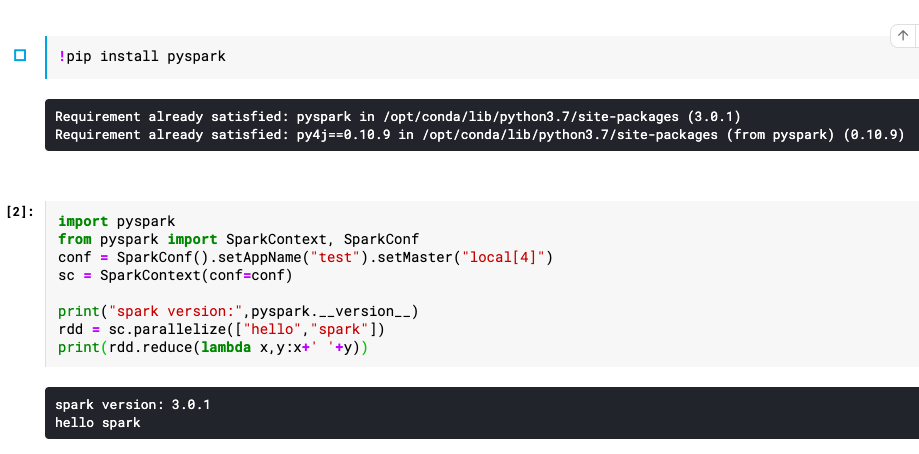 !pip install pyspark
Requirement already satisfied: pyspark in /opt/conda/lib/python3.7/site-packages (3.0.1)
Requirement already satisfied: py4j==0.10.9 in /opt/conda/lib/python3.7/site-packages (from pyspark) (0.10.9)
[2]:
import pyspark
from pyspark import SparkContext, SparkConf
conf = SparkConf().setAppName("test").setMaster("local[4]")
sc = SparkContext(conf=conf)
print("spark version:",pyspark.__version__)
rdd = sc.parallelize(["hello","spark"])
print(rdd.reduce(lambda x,y:x+' '+y))
spark version: 3.0.1
hello spark